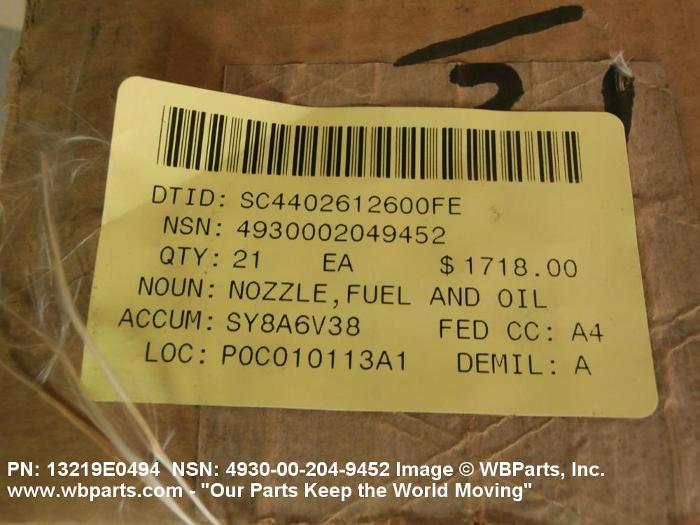 21
DTID: SC4402612600FE
NSN: 4930002049452
QTY: 21 EA $1718.00
NOUN: NOZZLE,FUEL AND OIL
ACCUM: SY8A6V38 FED CC: A4
LOC: P0C010113A1 DEMIL: A
PN: 13219E0494 NSN: 4930-00-204-9452 Image © WBParts, Inc.
www.wbparts.com - "Our Parts Keep the World Moving"